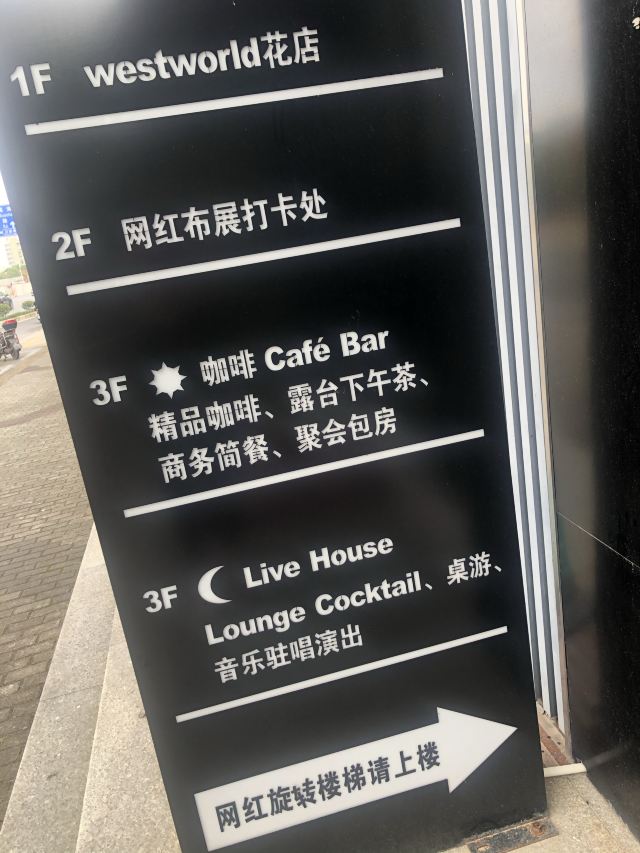 1F westworld花店
2F 网红布展打卡处
3F 咖啡 Café Bar
精品咖啡、露台下午茶、
商务简餐、聚会包房
3F Live House
Lounge Cocktail、桌游、
音乐驻唱演出
网红旋转楼梯请上楼